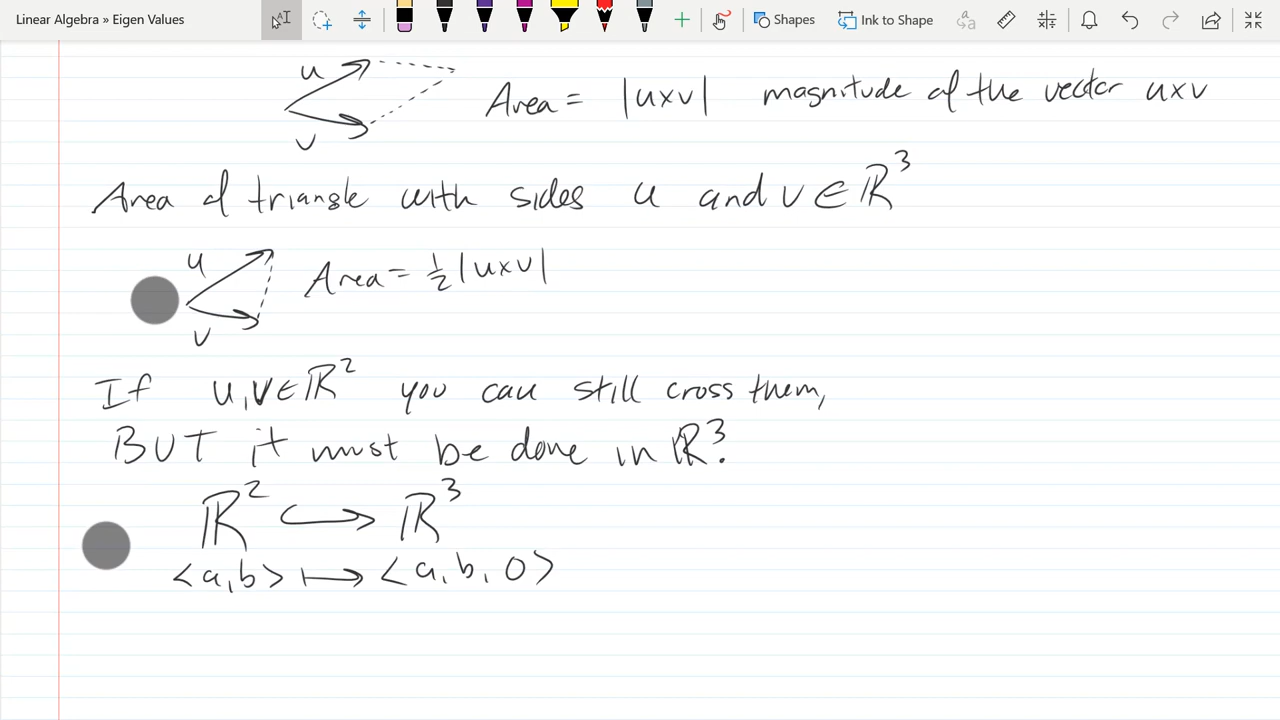 Linear Algebra » Eigen Values
Shapes
Ink to Shape
u
v
Area = |u×v| magnitude of the vector u×v
Area of triangle with sides u and v ∈ ℝ³
u
v
Area = ½|u×v|
If u,v∈ℝ² you can still cross them,
BUT it must be done in ℝ³.
ℝ² ↪ ℝ³
<a,b> ↦ <a,b,0>